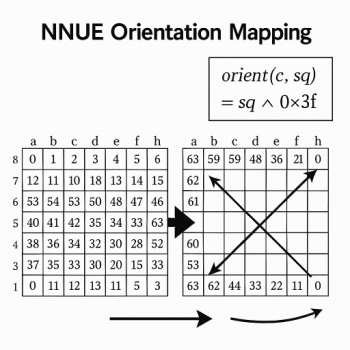 NNUE Orientation Mapping
orient(c, sq)
= sq ∧ 0×3f
a b c d e f h
8 0 1 2 3 4 5 6
7 12 11 10 18 13 14 15
6 53 54 53 50 48 47 46
5 40 41 42 35 34 33 63
4 38 36 34 32 30 28 52
3 37 35 33 30 20 15 33
1 0 11 12 13 11 5 3
a b c d e f h
63 59 59 48 36 21 0
62
61
60
53
63 62 44 33 22 11 0